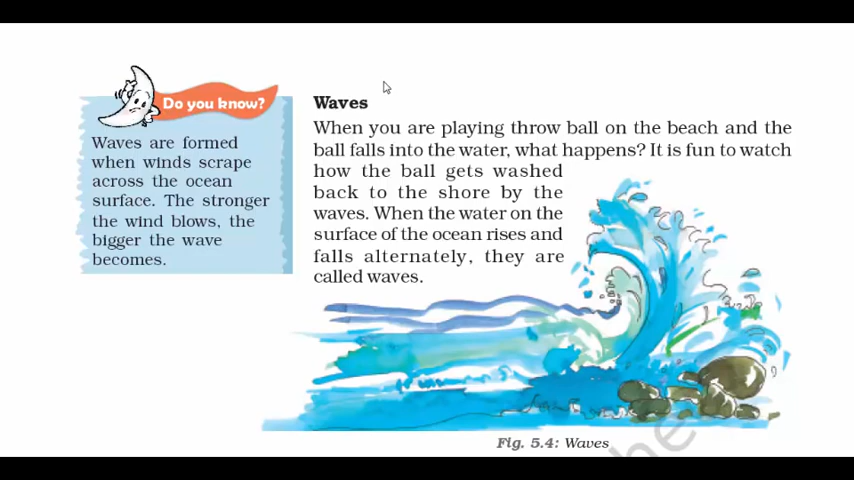 Do you know?
Waves are formed
when winds scrape
across the ocean
surface. The stronger
the wind blows, the
bigger the wave
becomes.
Waves
When you are playing throw ball on the beach and the
ball falls into the water, what happens? It is fun to watch
how the ball gets washed
back to the shore by the
waves. When the water on the
surface of the ocean rises and
falls alternately, they are
called waves.
Fig. 5.4: Waves
he